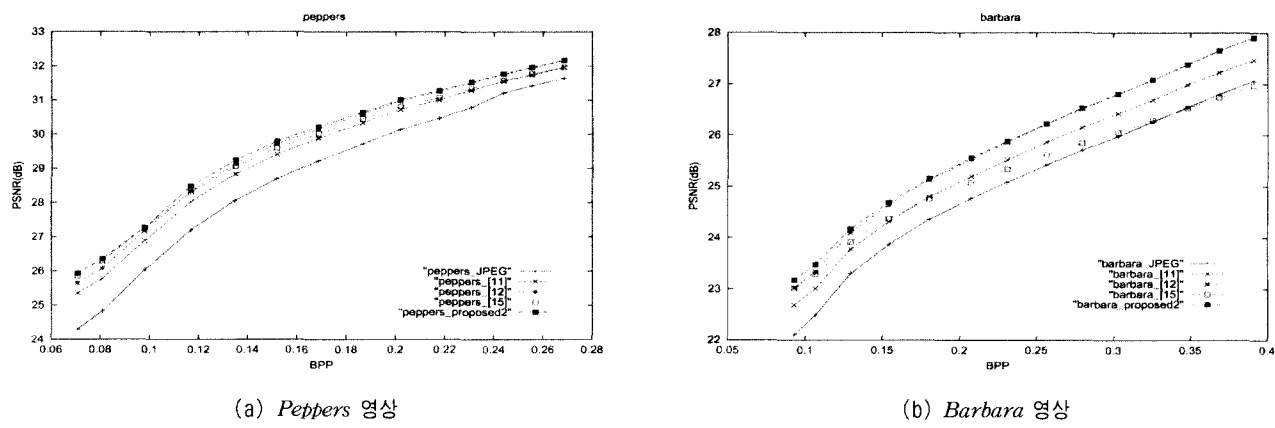 peppers
33
32
31
30
29
28
27
26
25
24
PSNR(dB)
0.06 0.08 0.1 0.12 0.14 0.16 0.18 0.2 0.22 0.24 0.26 0.28
BPP
"peppers_JPEG"
"peppers_[11]"
"peppers_[12]"
"peppers_[15]"
"peppers_proposed2"
(a) Peppers 영상
barbara
28
27
26
25
24
23
22
PSNR(dB)
0.05 0.1 0.15 0.2 0.25 0.3 0.35 0.4
BPP
"barbara_JPEG"
"barbara_[11]"
"barbara_[12]"
"barbara_[15]"
"barbara_proposed2"
(b) Barbara 영상